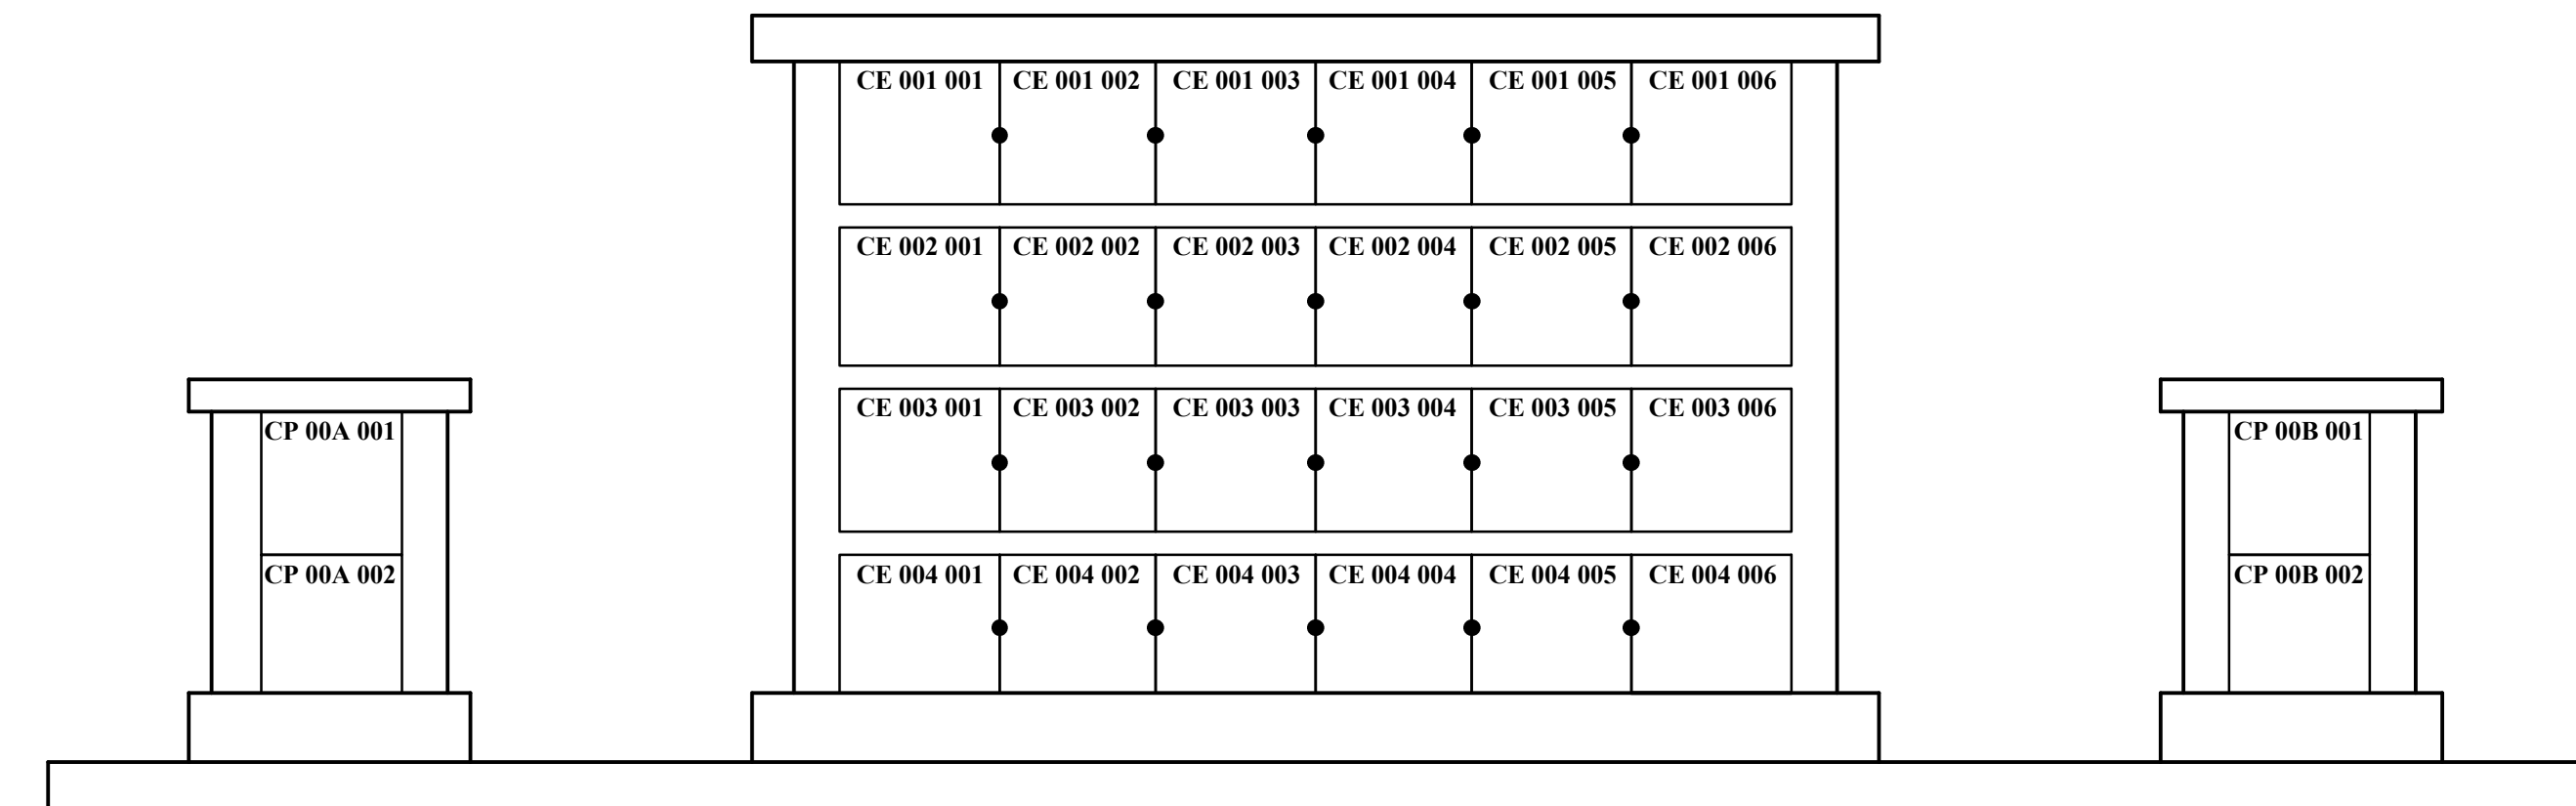 CE 001 001 CE 001 002 CE 001 003 CE 001 004 CE 001 005 CE 001 006
CE 002 001 CE 002 002 CE 002 003 CE 002 004 CE 002 005 CE 002 006
CE 003 001 CE 003 002 CE 003 003 CE 003 004 CE 003 005 CE 003 006
CP 00A 001 CP 00B 001
CE 004 001 CE 004 002 CE 004 003 CE 004 004 CE 004 005 CE 004 006
CP 00A 002 CP 00B 002